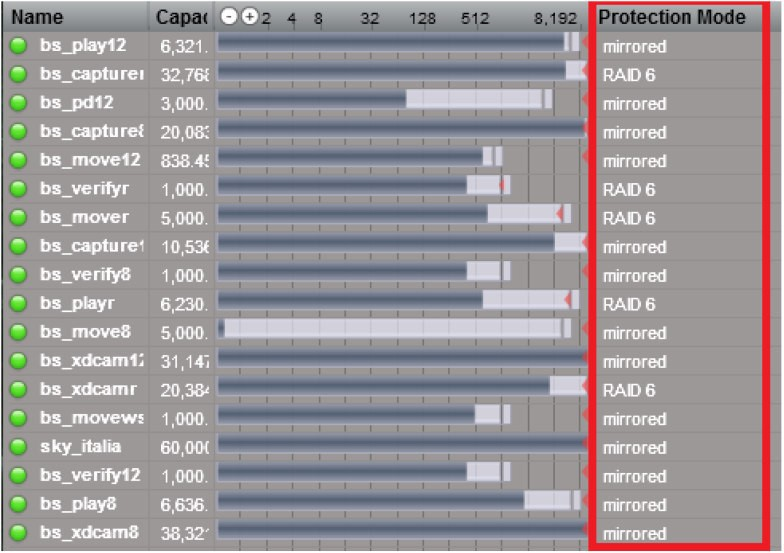 Name Capac - + 2 4 8 32 128 512 8,192 Protection Mode
bs_play12 6,321. mirrored
bs_capturer 32,768 RAID 6
bs_pd12 3,000. mirrored
bs_capture8 20,083 mirrored
bs_move12 838.45 mirrored
bs_verifyr 1,000. RAID 6
bs_mover 5,000. RAID 6
bs_capture1 10,536 mirrored
bs_verify8 1,000. mirrored
bs_playr 6,230. RAID 6
bs_move8 5,000. mirrored
bs_xdcam12 31,147 mirrored
bs_xdcamr 20,384 RAID 6
bs_movews 1,000. mirrored
sky_italia 60,000 mirrored
bs_verify12 1,000. mirrored
bs_play8 6,636. mirrored
bs_xdcam8 38,32 mirrored